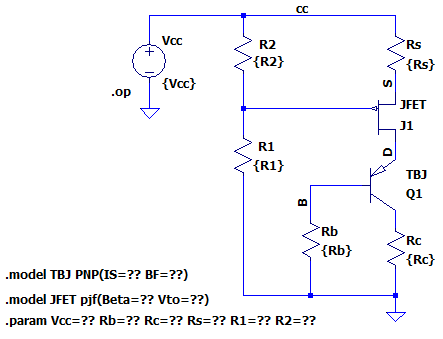 cc
Vcc
{Vcc}
.op
R2
{R2}
Rs
{Rs}
S
JFET
J1
R1
{R1}
D
TBJ
Q1
B
Rb
{Rb}
Rc
{Rc}
.model TBJ PNP(IS=?? BF=??)
.model JFET pjf(Beta=?? Vto=??)
.param Vcc=?? Rb=?? Rc=?? Rs=?? R1=?? R2=??